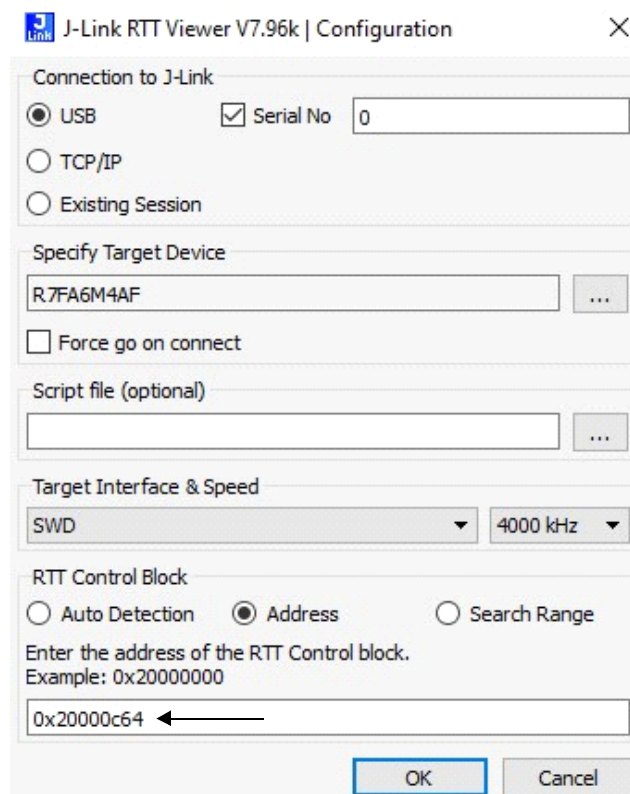 J-Link RTT Viewer V7.96k | Configuration
Connection to J-Link
USB Serial No 0
TCP/IP
Existing Session
Specify Target Device
R7FA6M4AF ...
Force go on connect
Script file (optional)
...
Target Interface & Speed
SWD 4000 kHz
RTT Control Block
Auto Detection Address Search Range
Enter the address of the RTT Control block.
Example: 0x20000000
0x20000c64
OK Cancel